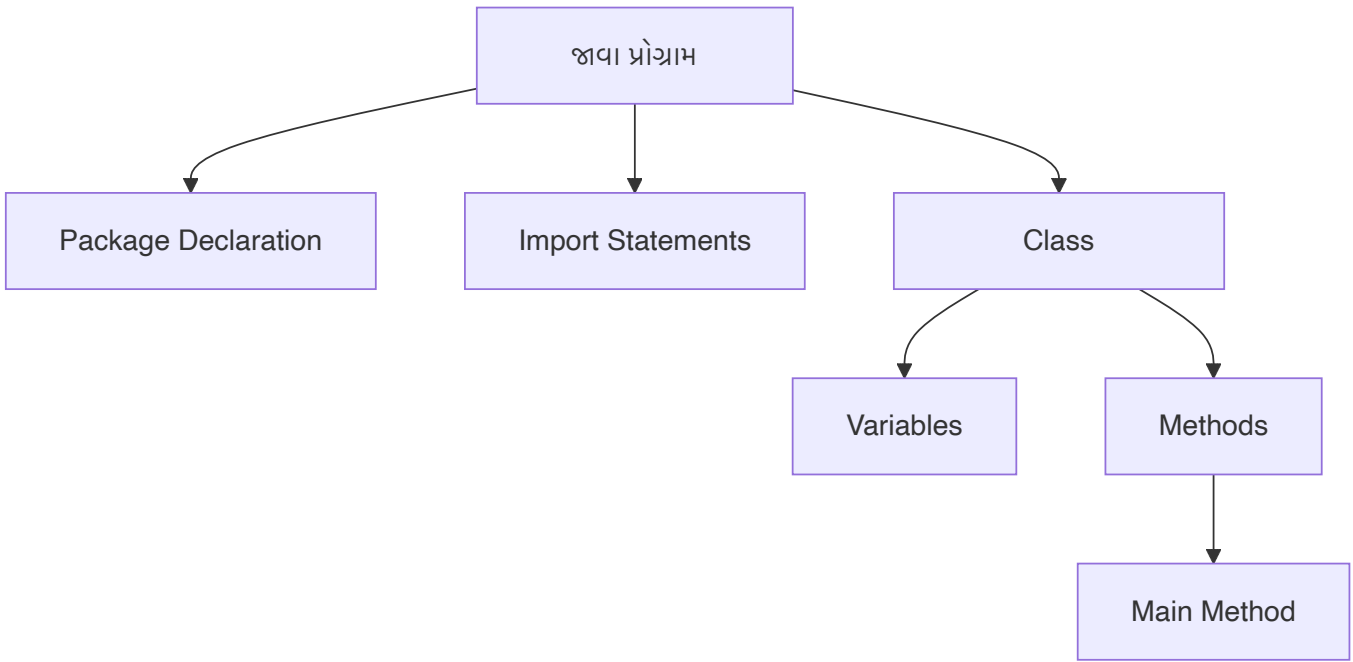 જાવા પ્રોગ્રામ
Package Declaration
Import Statements
Class
Variables
Methods
Main Method